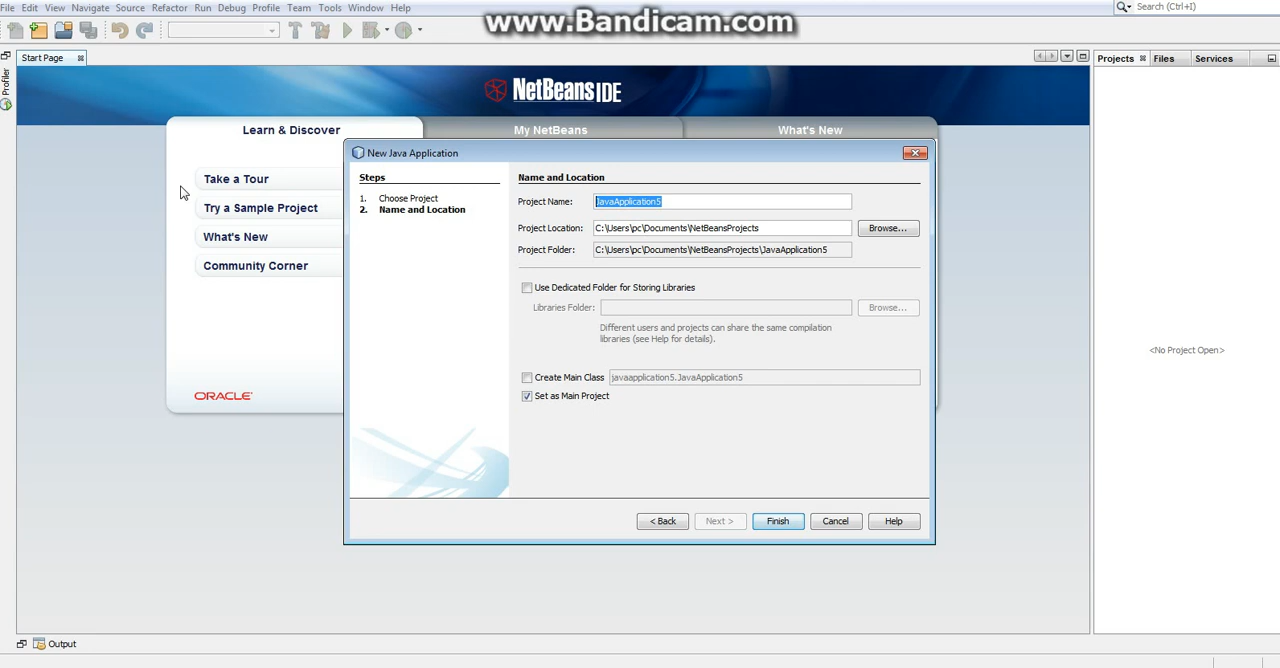 File Edit View Navigate Source Refactor Run Debug Profile Team Tools Window Help
Search (Ctrl+I)
www.Bandicam.com
Start Page
Projects Files Services
Profiler
NetBeans IDE
Learn & Discover My NetBeans What's New
Take a Tour
Try a Sample Project
What's New
Community Corner
ORACLE
New Java Application
Steps
1. Choose Project
2. Name and Location
Name and Location
Project Name: JavaApplication5
Project Location: C:\Users\pc\Documents\NetBeansProjects Browse...
Project Folder: C:\Users\pc\Documents\NetBeansProjects\JavaApplication5
Use Dedicated Folder for Storing Libraries
Libraries Folder: Browse...
Different users and projects can share the same compilation
libraries (see Help for details).
Create Main Class javaapplication5.JavaApplication5
Set as Main Project
< Back Next > Finish Cancel Help
<No Project Open>
Output